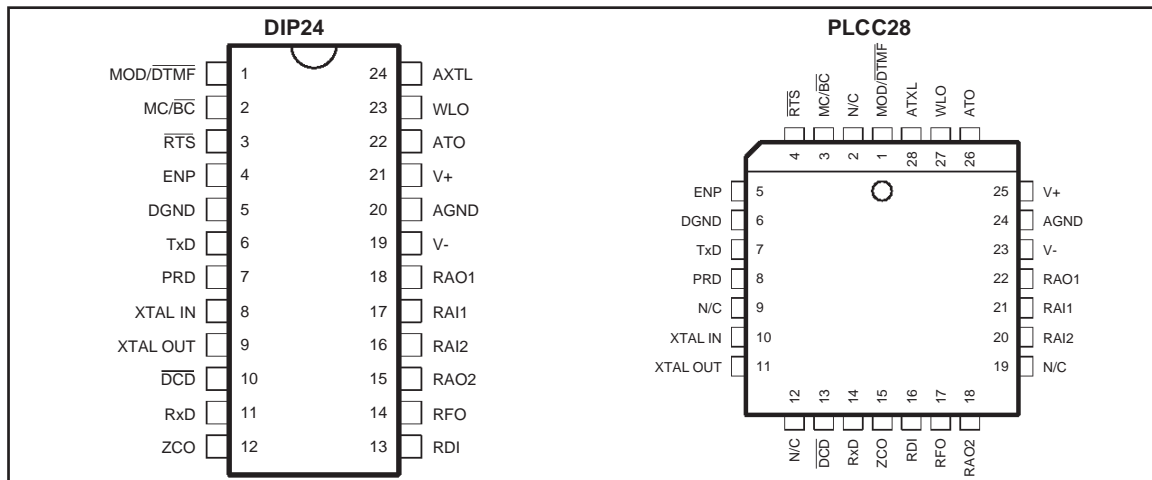 DIP24
MOD/DTMF 1 24 AXTL
MC/BC 2 23 WLO
RTS 3 22 ATO
ENP 4 21 V+
DGND 5 20 AGND
TxD 6 19 V-
PRD 7 18 RAO1
XTAL IN 8 17 RAI1
XTAL OUT 9 16 RAI2
DCD 10 15 RAO2
RxD 11 14 RFO
ZCO 12 13 RDI
PLCC28
RTS MC/BC N/C MOD/DTMF ATXL WLO ATO
4 3 2 1 28 27 26
ENP 5 25 V+
DGND 6 24 AGND
TxD 7 23 V-
PRD 8 22 RAO1
N/C 9 21 RAI1
XTAL IN 10 20 RAI2
XTAL OUT 11 19 N/C
12 13 14 15 16 17 18
N/C DCD RxD ZCO RDI RFO RAO2